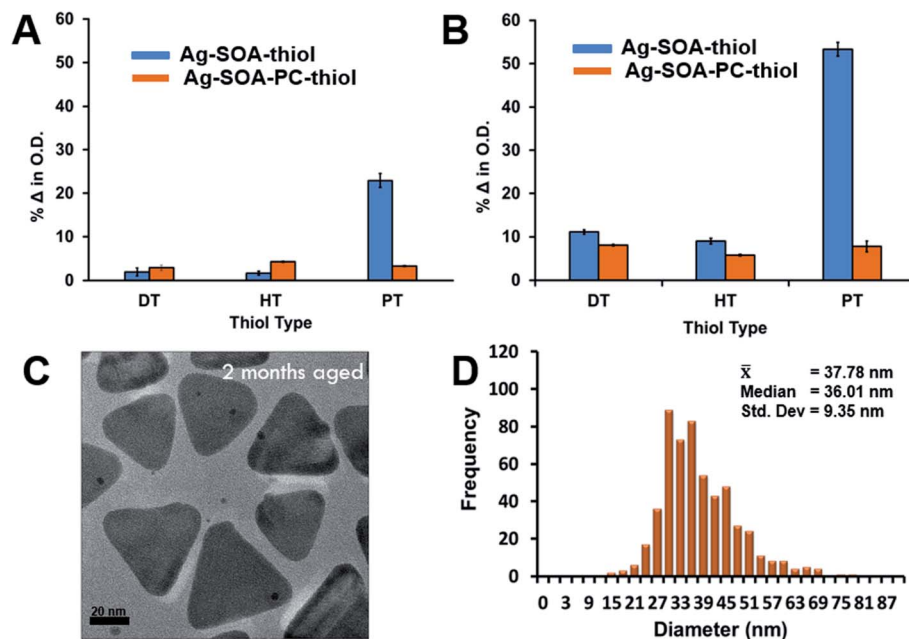 A
60
50
40
30
20
10
0
% Δ in O.D.
Ag-SOA-thiol
Ag-SOA-PC-thiol
DT HT PT
Thiol Type
B
60
50
40
30
20
10
0
% Δ in O.D.
Ag-SOA-thiol
Ag-SOA-PC-thiol
DT HT PT
Thiol Type
C
2 months aged
20 nm
D
120
100
80
60
40
20
0
Frequency
x̅ = 37.78 nm
Median = 36.01 nm
Std. Dev = 9.35 nm
0 3 9 15 21 27 33 39 45 51 57 63 69 75 81 87
Diameter (nm)